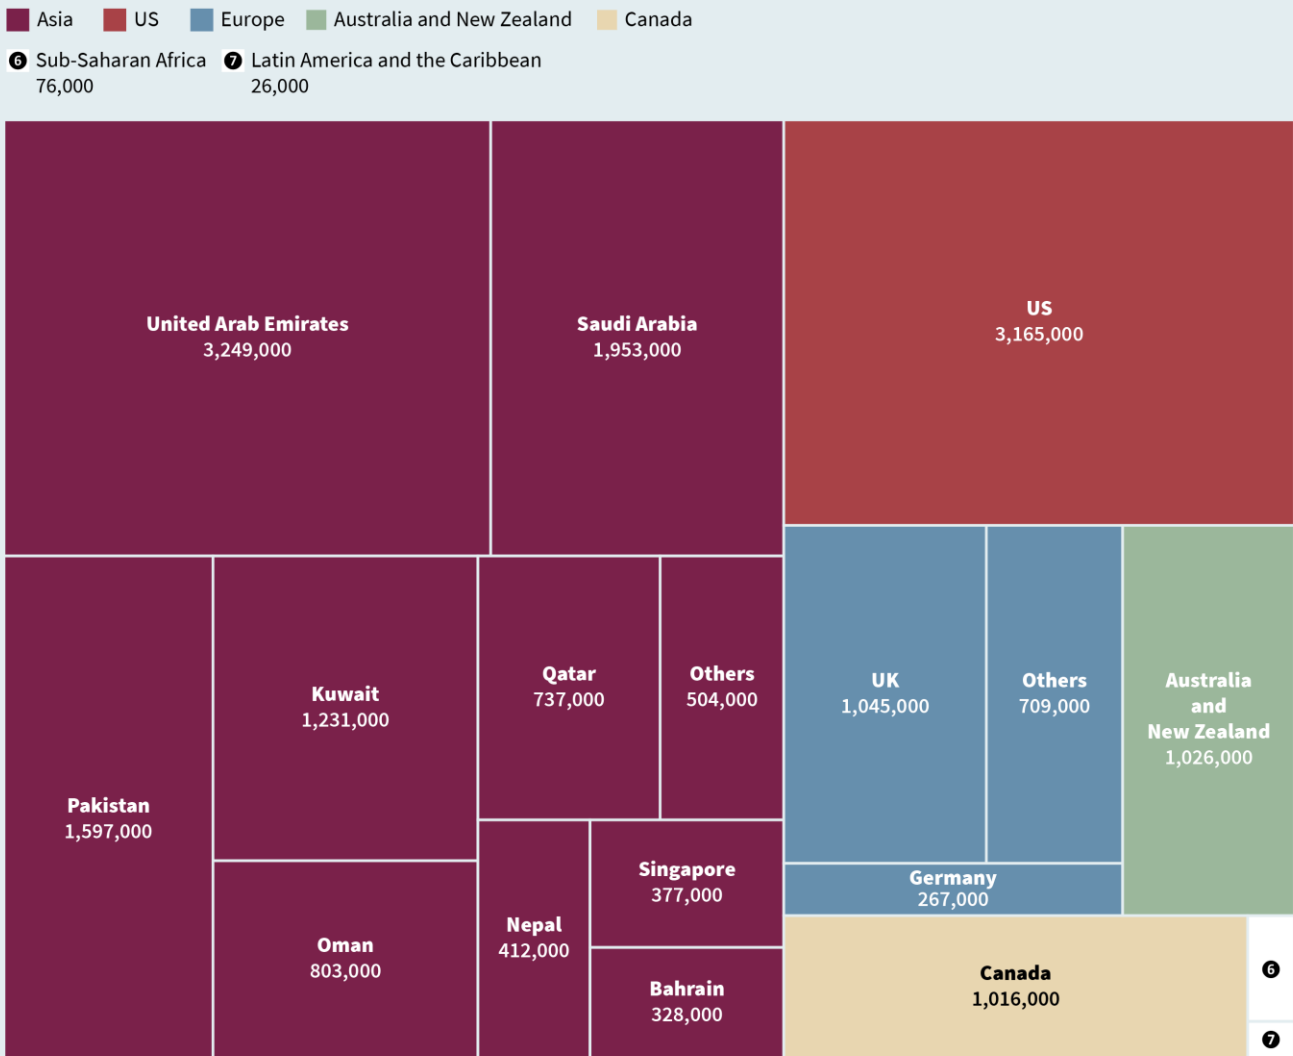 Asia US Europe Australia and New Zealand Canada
6 Sub-Saharan Africa 7 Latin America and the Caribbean
76,000 26,000
United Arab Emirates
3,249,000
Saudi Arabia
1,953,000
US
3,165,000
Pakistan
1,597,000
Kuwait
1,231,000
Oman
803,000
Qatar
737,000
Others
504,000
Nepal
412,000
Singapore
377,000
Bahrain
328,000
UK
1,045,000
Others
709,000
Germany
267,000
Australia
and
New Zealand
1,026,000
Canada
1,016,000
6
7